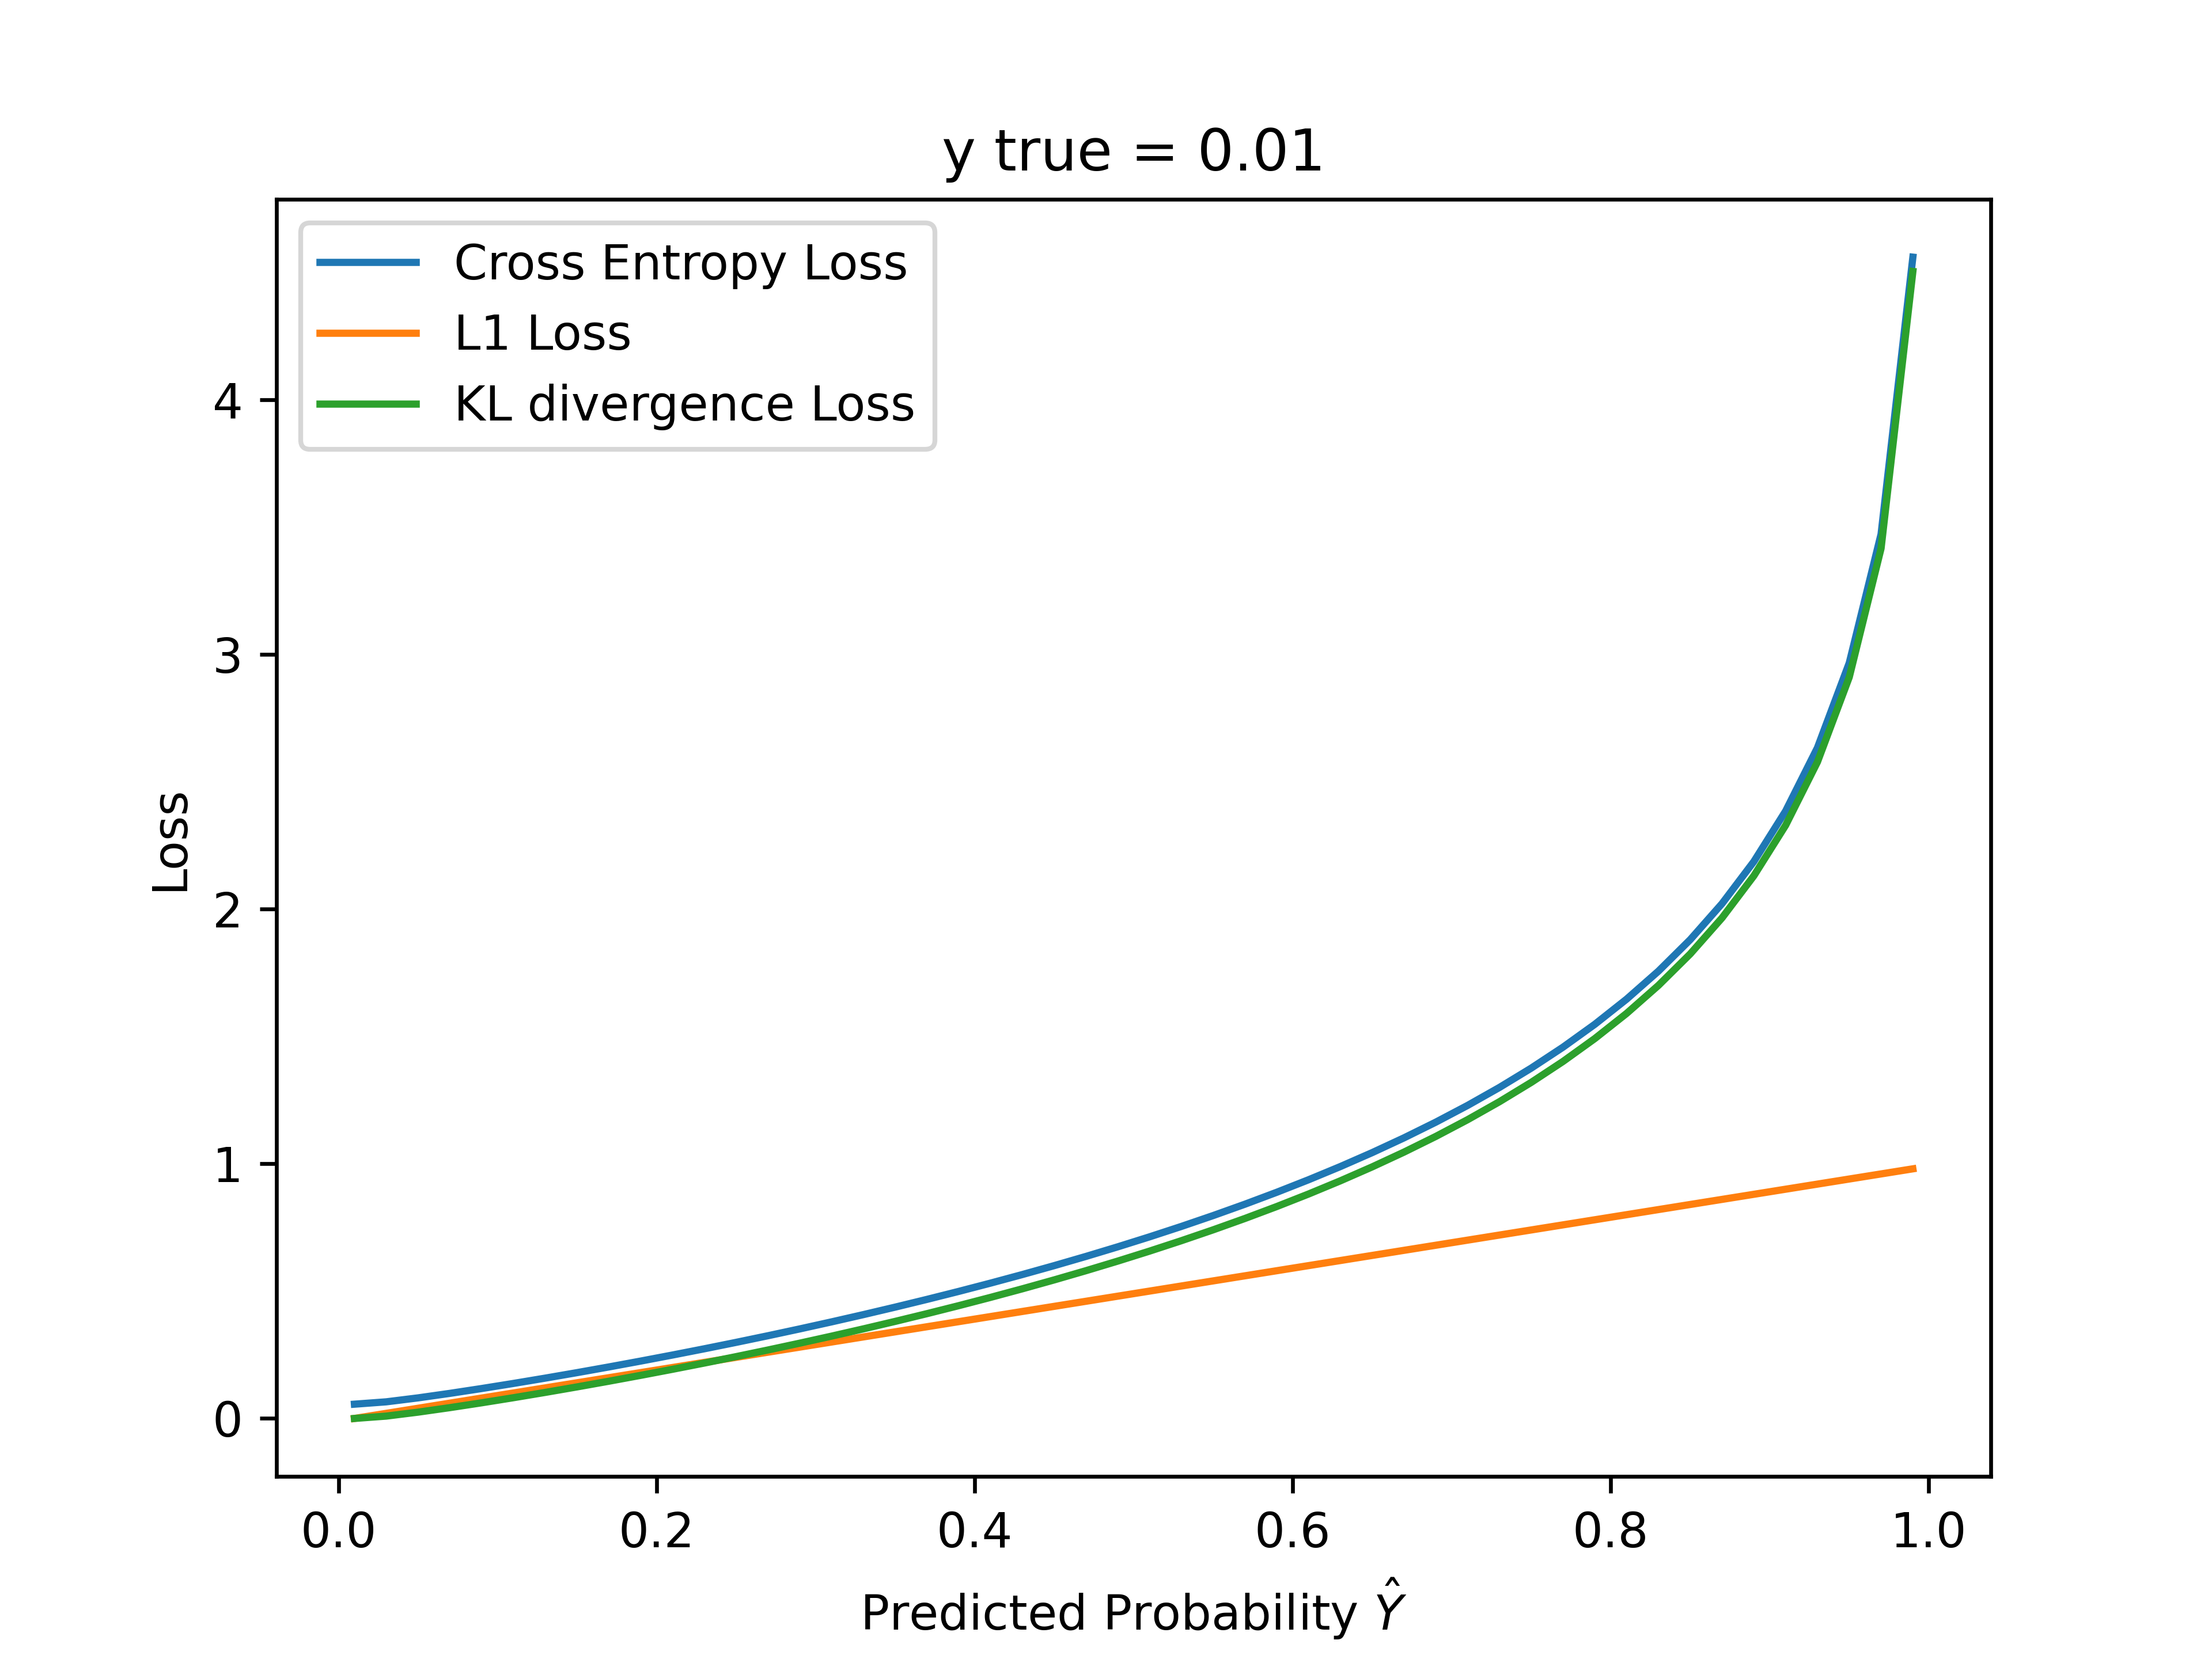 y true = 0.01
Cross Entropy Loss
L1 Loss
KL divergence Loss
4
3
2
1
0
Loss
0.0 0.2 0.4 0.6 0.8 1.0
Predicted Probability Ŷ